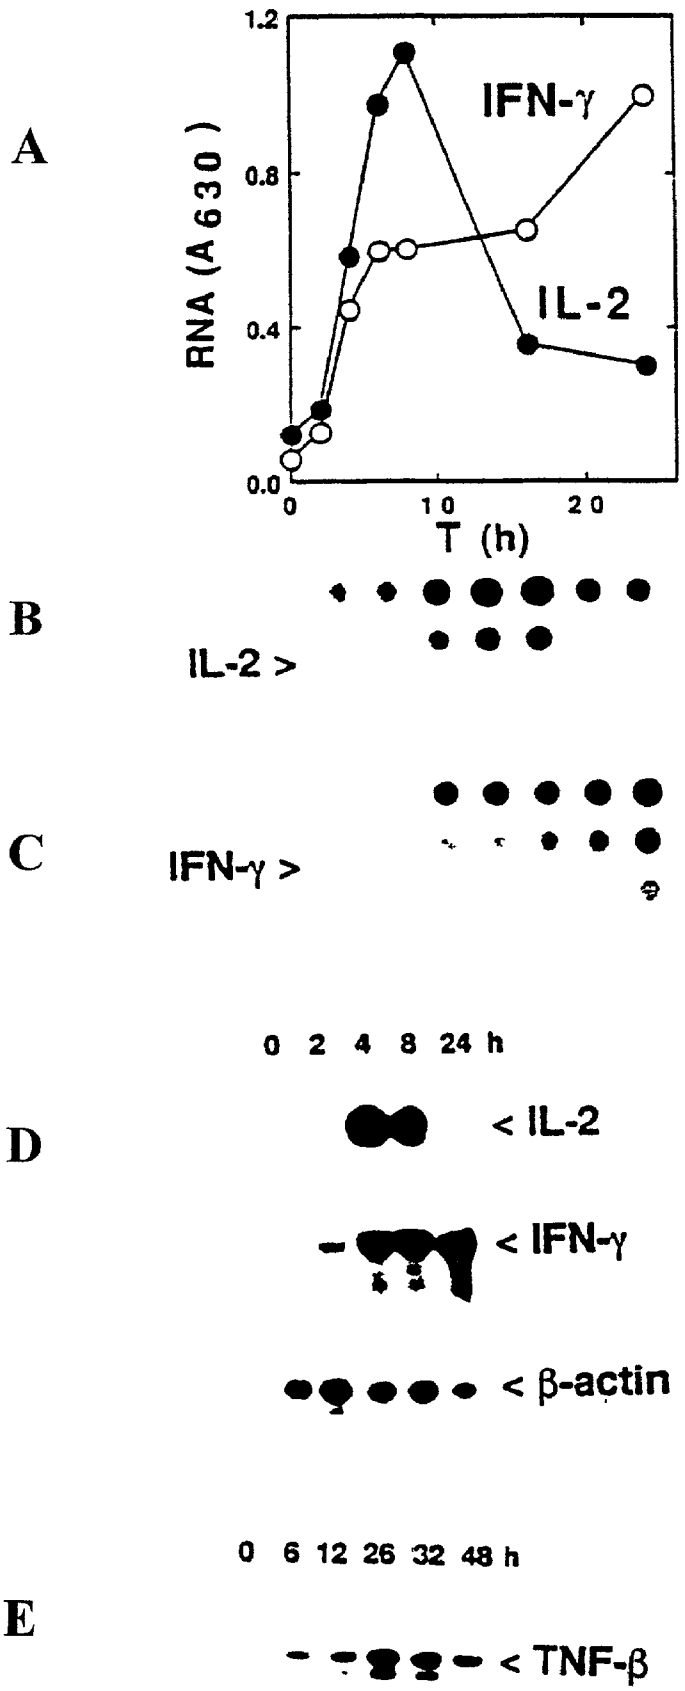 A
RNA (A 630)
1.2
0.8
0.4
0.0
IFN-γ
IL-2
0 10 20
T (h)
B
IL-2 >
C
IFN-γ >
0 2 4 8 24 h
D
< IL-2
< IFN-γ
< β-actin
0 6 12 26 32 48 h
E
< TNF-β